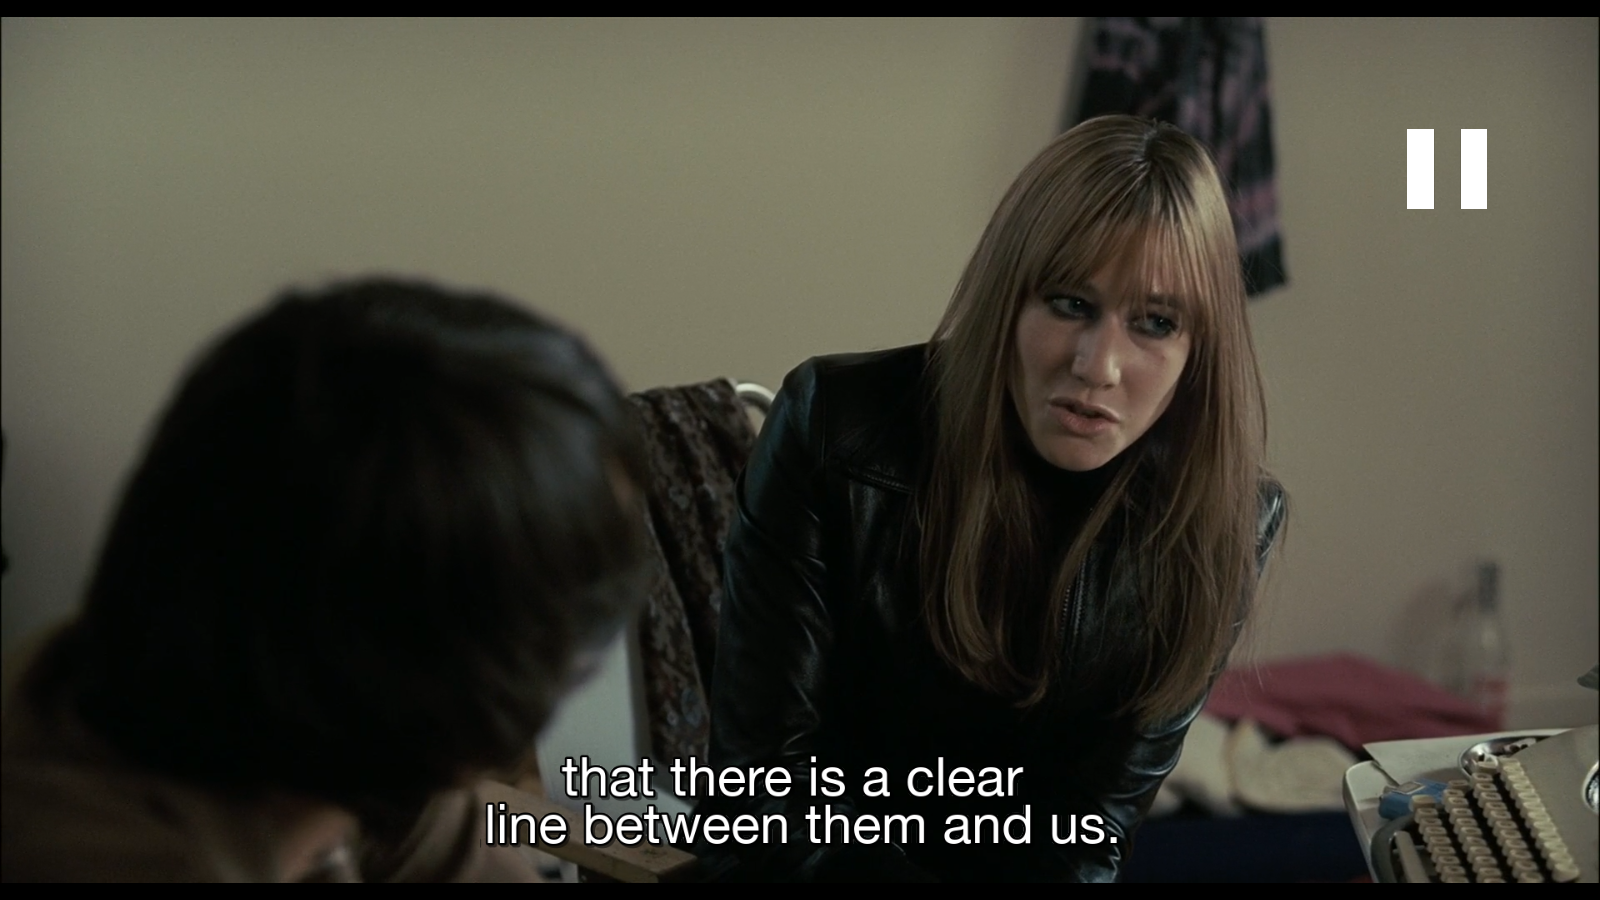 that there is a clear
line between them and us.